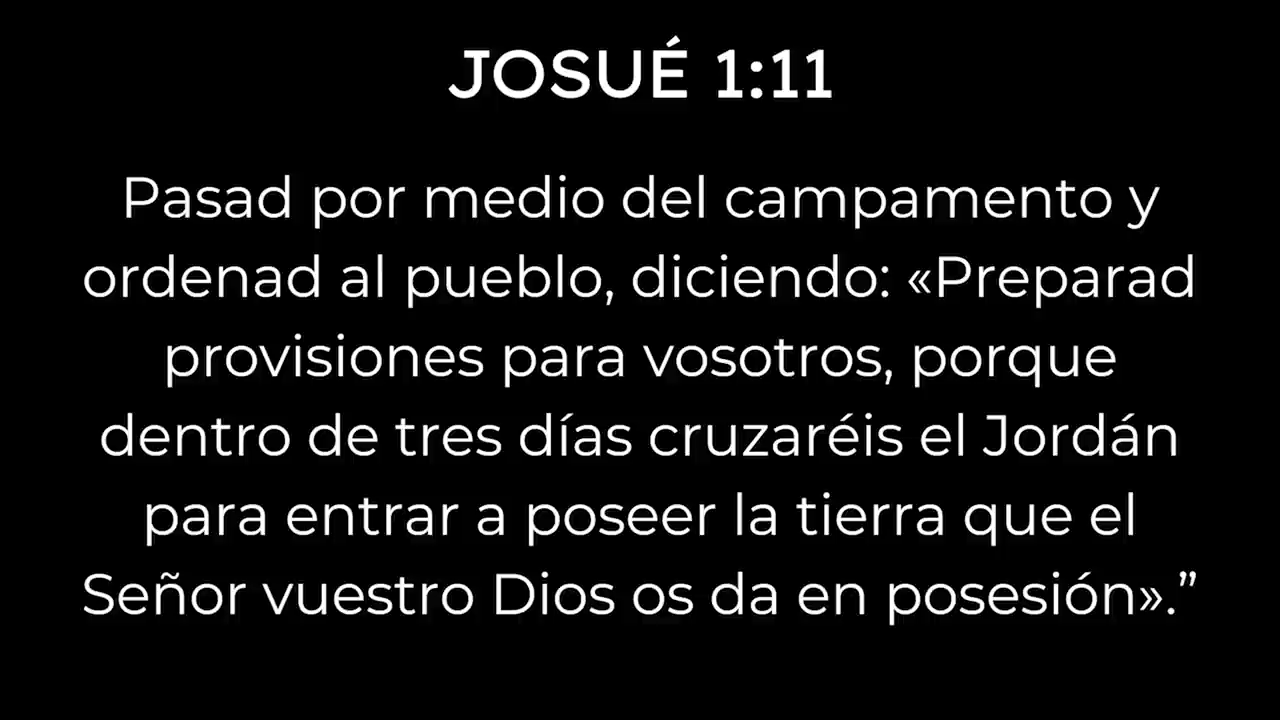 JOSUÉ 1:11
Pasad por medio del campamento y
ordenad al pueblo, diciendo: «Preparad
provisiones para vosotros, porque
dentro de tres días cruzaréis el Jordán
para entrar a poseer la tierra que el
Señor vuestro Dios os da en posesión».”